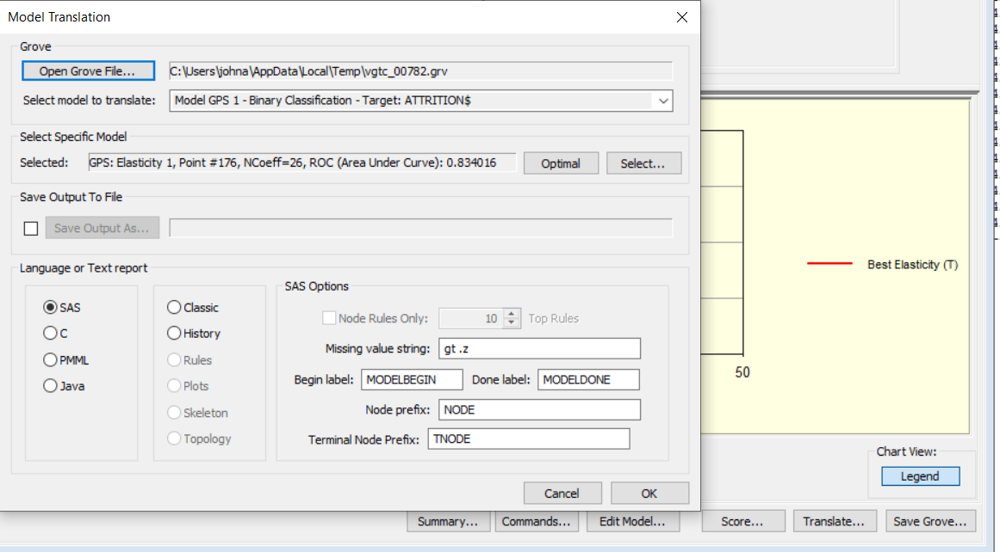 Model Translation
Grove
Open Grove File...
C:\Users\johna\AppData\Local\Temp\vgtc_00782.grv
Select model to translate:
Model GPS 1 - Binary Classification - Target: ATTRITION$
Select Specific Model
Selected:
GPS: Elasticity 1, Point #176, NCoeff=26, ROC (Area Under Curve): 0.834016
Optimal
Select...
Save Output To File
Save Output As...
Language or Text report
SAS
C
PMML
Java
Classic
History
Rules
Plots
Skeleton
Topology
SAS Options
Node Rules Only:
10
Top Rules
Missing value string:
gt .z
Begin label:
MODELBEGIN
Done label:
MODELDONE
Node prefix:
NODE
Terminal Node Prefix:
TNODE
Cancel
OK
Best Elasticity (T)
50
Chart View:
Legend
Summary...
Commands...
Edit Model...
Score...
Translate...
Save Grove...